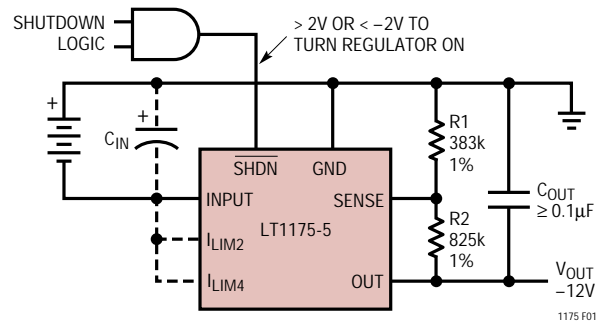 SHUTDOWN
LOGIC
> 2V OR < –2V TO
TURN REGULATOR ON
+
+
C_IN
SHDN
GND
R1
383k
1%
INPUT
SENSE
LT1175-5
C_OUT
≥ 0.1µF
I_LIM2
R2
825k
1%
I_LIM4
OUT
V_OUT
–12V
1175 F01